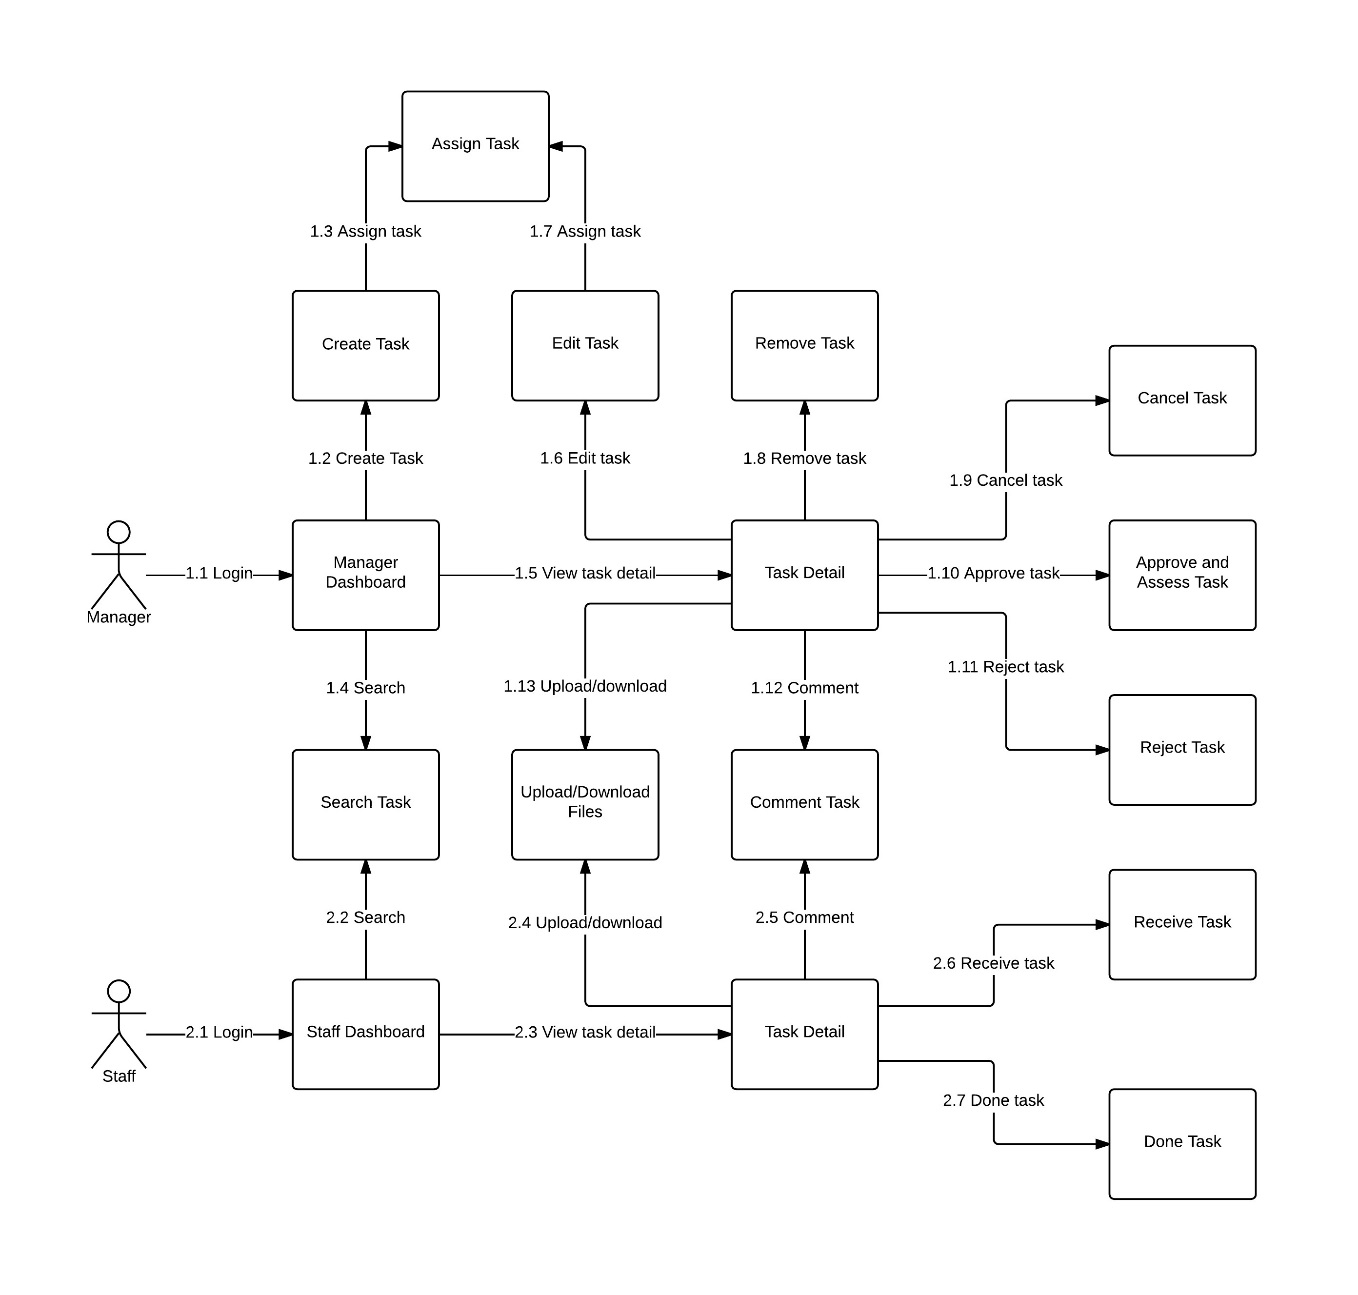 Assign Task
1.3 Assign task
1.7 Assign task
Create Task
Edit Task
Remove Task
Cancel Task
1.2 Create Task
1.6 Edit task
1.8 Remove task
1.9 Cancel task
Manager
1.1 Login
Manager
Dashboard
1.5 View task detail
Task Detail
1.10 Approve task
Approve and
Assess Task
1.4 Search
1.13 Upload/download
1.12 Comment
1.11 Reject task
Reject Task
Search Task
Upload/Download
Files
Comment Task
2.2 Search
2.4 Upload/download
2.5 Comment
2.6 Receive task
Receive Task
Staff
2.1 Login
Staff Dashboard
2.3 View task detail
Task Detail
2.7 Done task
Done Task